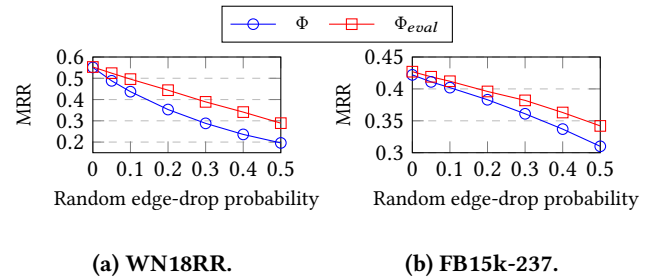 Φ Φeval
0.6
0.5
0.4
0.3
0.2
MRR
0 0.1 0.2 0.3 0.4 0.5
Random edge-drop probability
(a) WN18RR.
0.45
0.4
0.35
0.3
MRR
0 0.1 0.2 0.3 0.4 0.5
Random edge-drop probability
(b) FB15k-237.